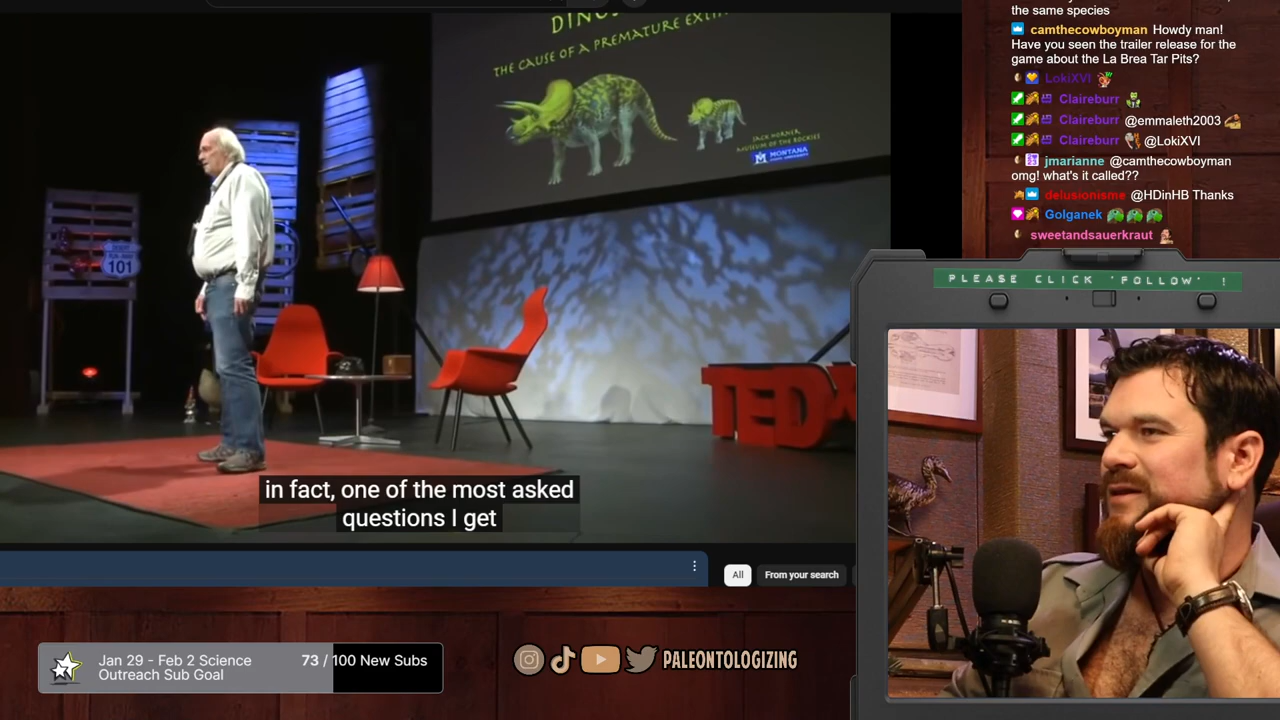 DINO
THE CAUSE OF A PREMATURE EXTIN
JACK HORNER
MUSEUM OF THE ROCKIES
MONTANA
101
TED
in fact, one of the most asked
questions I get
All
From your search
the same species
camthecowboyman Howdy man!
Have you seen the trailer release for the
game about the La Brea Tar Pits?
LokiXVI
Claireburr
Claireburr @emmaleth2003
Claireburr @LokiXVI
jmarianne @camthecowboyman
omg! what's it called??
delusionisme @HDinHB Thanks
Golganek
sweetandsauerkraut
PLEASE CLICK 'FOLLOW' !
Jan 29 - Feb 2 Science
Outreach Sub Goal
73 / 100 New Subs
PALEONTOLOGIZING